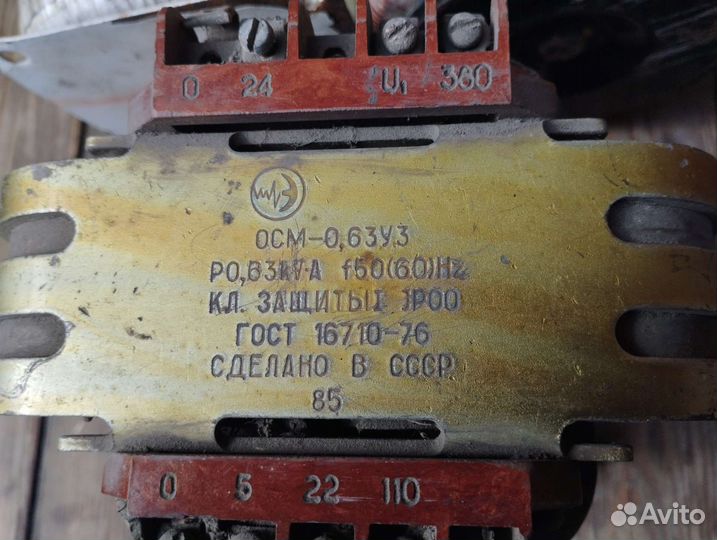 0 24 U₁ 380
ОСМ-0,63У3
Р0,63kVA f50(60)Hz
КЛ. ЗАЩИТЫ I IP00
ГОСТ 16710-76
СДЕЛАНО В СССР
85
0 5 22 110
Avito